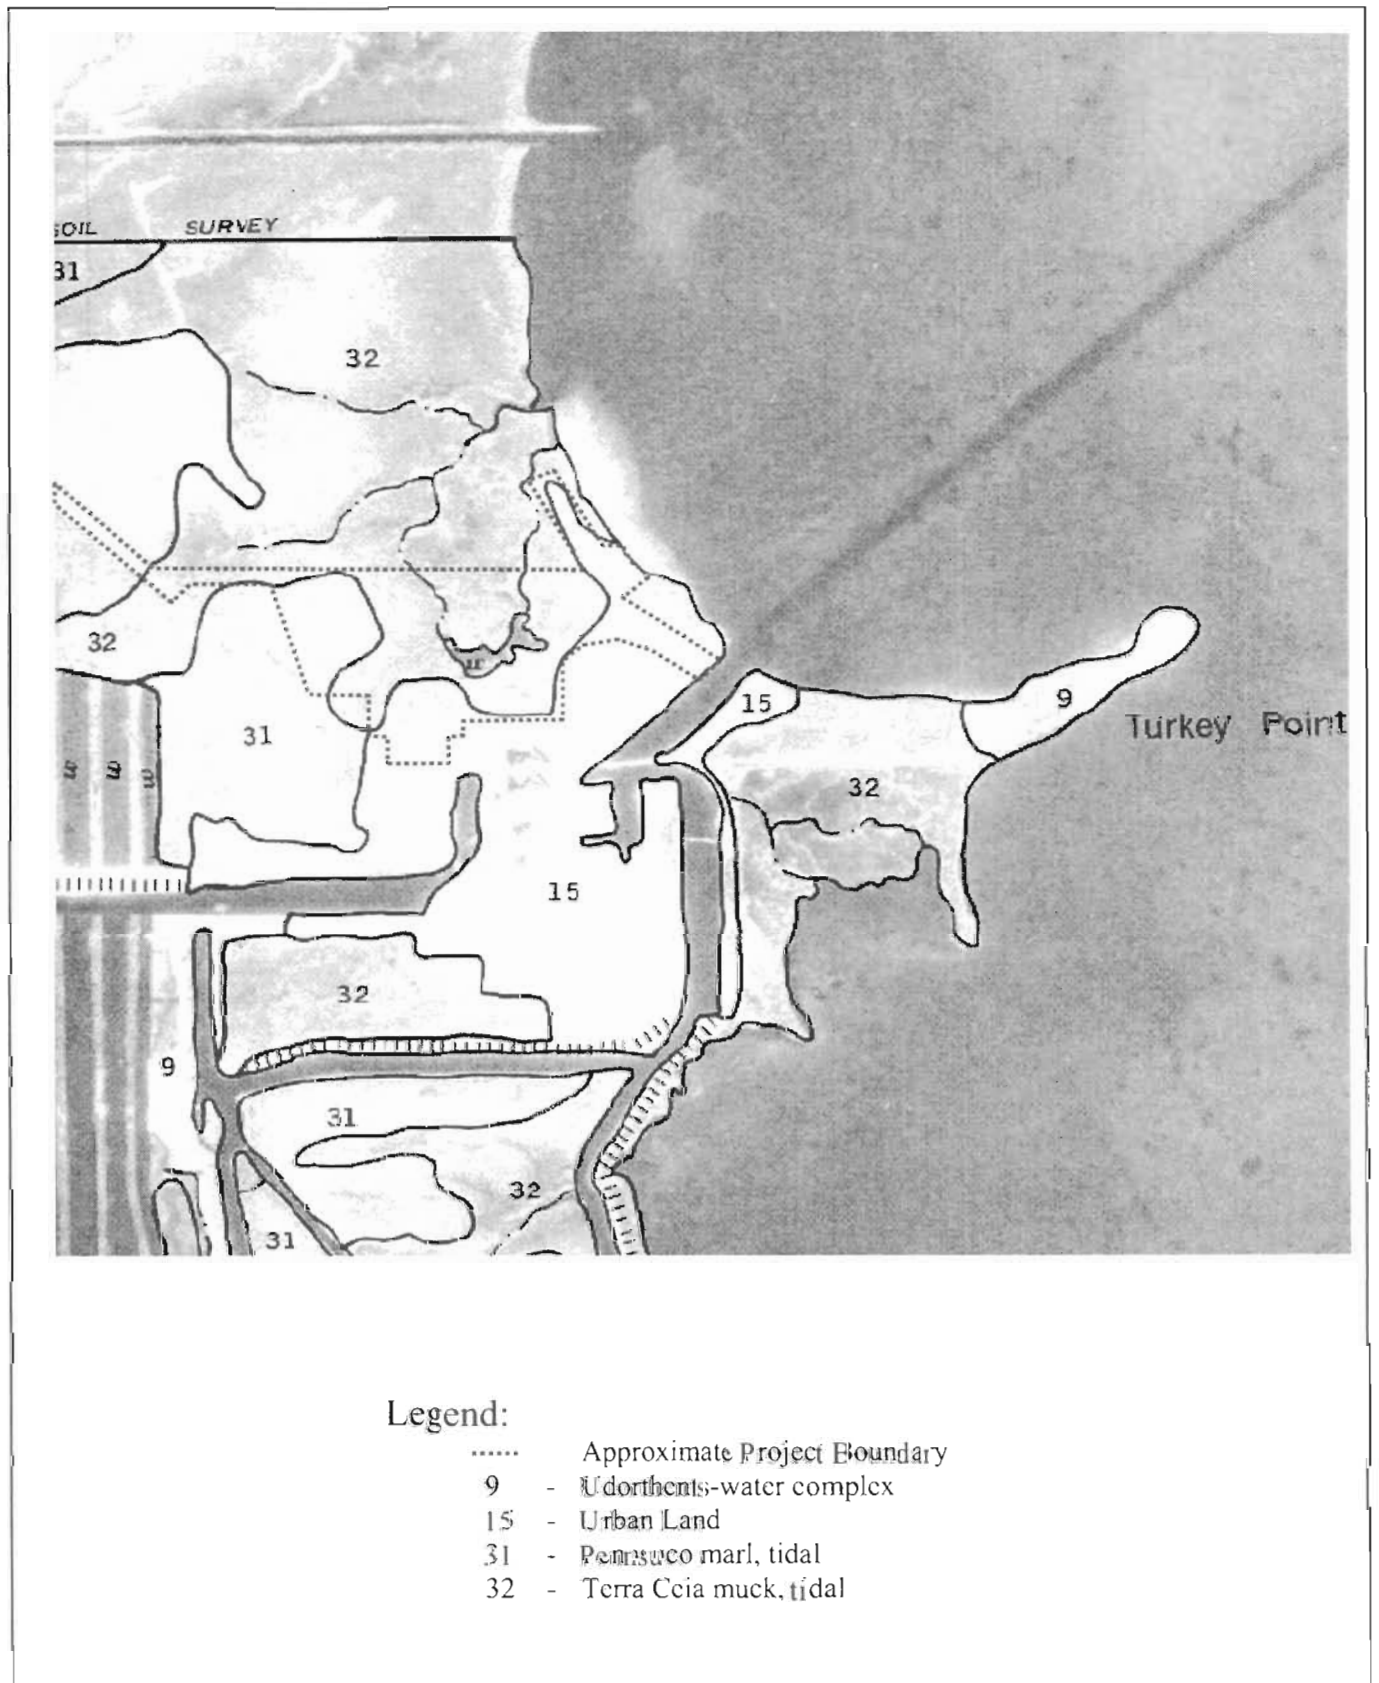 SOIL SURVEY
31
32
32
9
15
Turkey Point
31
32
15
32
9
31
32
31
Legend:
...... Approximate Project Boundary
9 - Udorthents-water complex
15 - Urban Land
31 - Pennsuco marl, tidal
32 - Terra Ceia muck, tidal